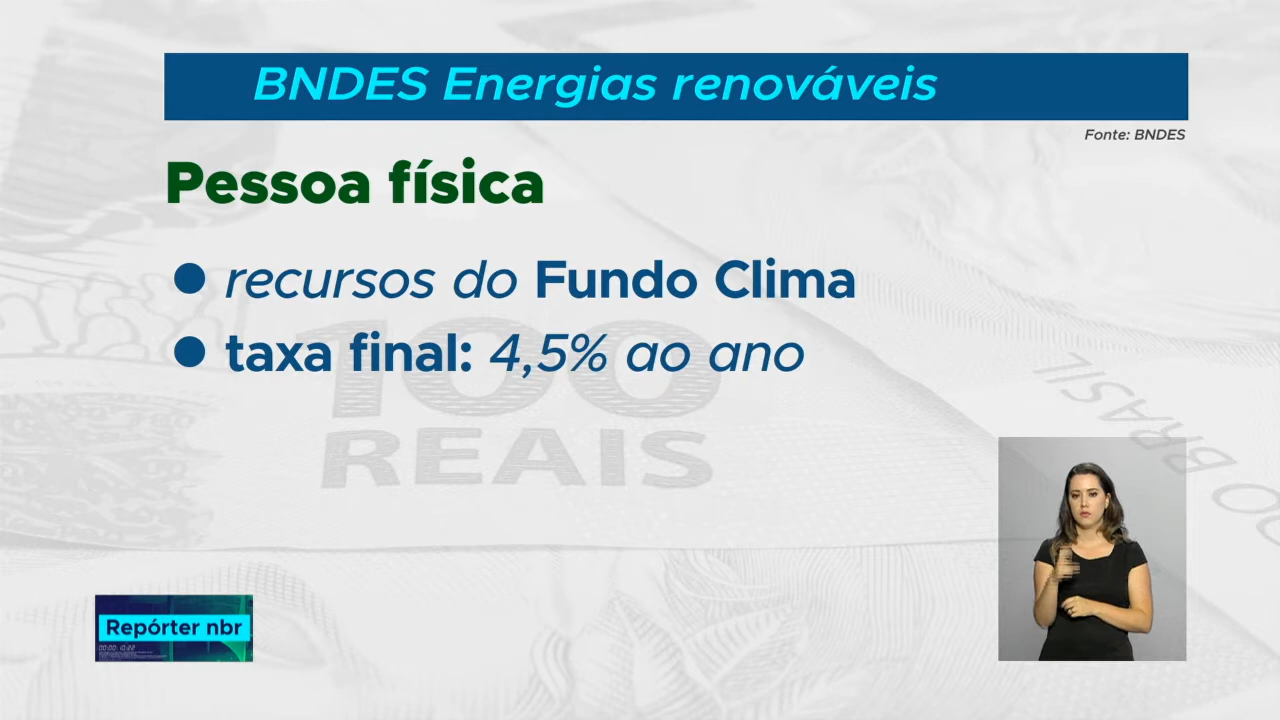 BNDES Energias renováveis
Fonte: BNDES
Pessoa física
● recursos do Fundo Clima
● taxa final: 4,5% ao ano
100
REAIS
BRASIL
Repórter nbr